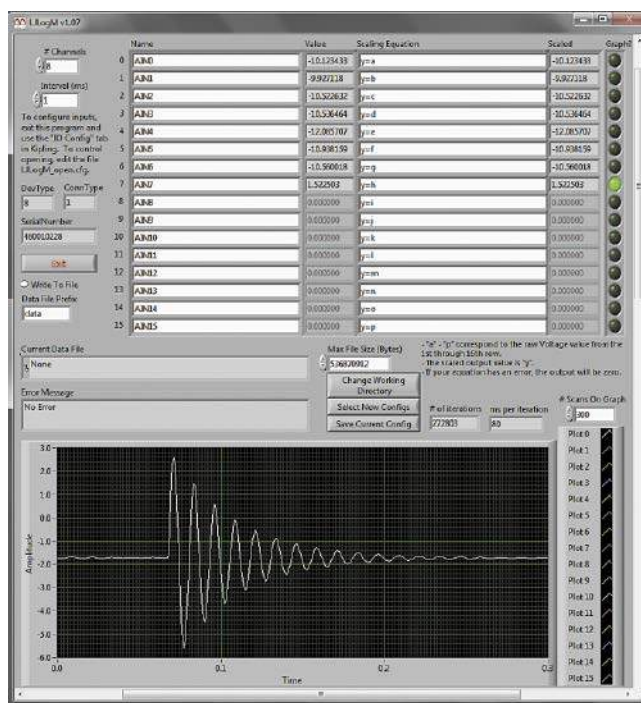 LJLogM v1.07
Name Value Scaling Equation Scaled Graph?
# Channels
8
Interval (ms)
1
To configure inputs,
exit this program and
use the "IO Config" tab
in Kipling. To control
opening, edit the file
LJLogM_open.cfg.
DevType ConnType
8 1
SerialNumber
460010228
Exit
Write To File
Data File Prefix
data
0 AIN0 -10.123433 y=a -10.123433
1 AIN1 -9.927118 y=b -9.927118
2 AIN2 -10.522632 y=c -10.522632
3 AIN3 -10.536464 y=d -10.536464
4 AIN4 -12.085707 y=e -12.085707
5 AIN5 -10.938159 y=f -10.938159
6 AIN6 -10.560018 y=g -10.560018
7 AIN7 1.522503 y=h 1.522503
8 AIN8 0.000000 y=i 0.000000
9 AIN9 0.000000 y=j 0.000000
10 AIN10 0.000000 y=k 0.000000
11 AIN11 0.000000 y=l 0.000000
12 AIN12 0.000000 y=m 0.000000
13 AIN13 0.000000 y=n 0.000000
14 AIN14 0.000000 y=o 0.000000
15 AIN15 0.000000 y=p 0.000000
Current Data File
None
Error Message
No Error
Max File Size (Bytes)
536870912
Change Working
Directory
Select New Configs
Save Current Config
- "a" - "p" correspond to the raw Voltage value from the
1st through 16th row.
- The scaled output value is "y".
- If your equation has an error, the output will be zero.
# of iterations ms per iteration
272803 80
# Scans On Graph
300
Plot 0
Plot 1
Plot 2
Plot 3
Plot 4
Plot 5
Plot 6
Plot 7
Plot 8
Plot 9
Plot 10
Plot 11
Plot 12
Plot 13
Plot 14
Plot 15
Amplitude
3.0
2.0
1.0
0.0
-1.0
-2.0
-3.0
-4.0
-5.0
-6.0
0.0 0.1 0.2 0.3
Time